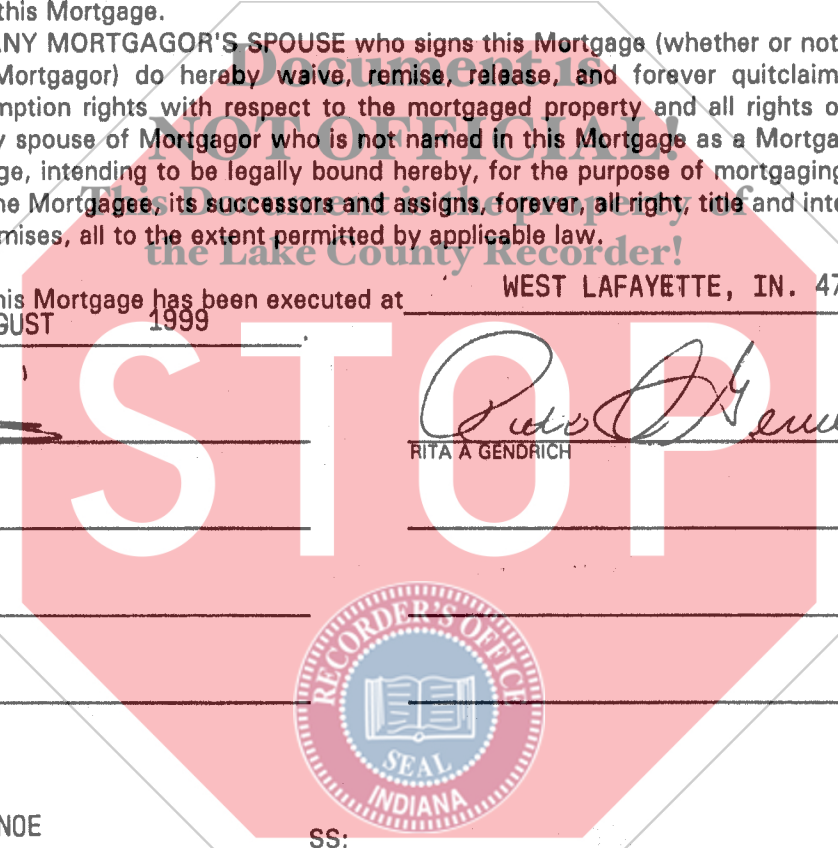 this Mortgage.
ANY MORTGAGOR'S SPOUSE who signs this Mortgage (whether or not
Mortgagor) do hereby waive, remise, release, and forever quitclaim
mption rights with respect to the mortgaged property and all rights o
y spouse of Mortgagor who is not named in this Mortgage as a Mortga
ge, intending to be legally bound hereby, for the purpose of mortgaging
he Mortgagee, its successors and assigns, forever, all right, title and inte
mises, all to the extent permitted by applicable law.
Document is
NOT OFFICIAL!
This Document is the property of
the Lake County Recorder!
his Mortgage has been executed at WEST LAFAYETTE, IN. 47
GUST 1999
STOP
RITA A GENDRICH
RECORDER'S OFFICE
SEAL
INDIANA
NOE
SS: